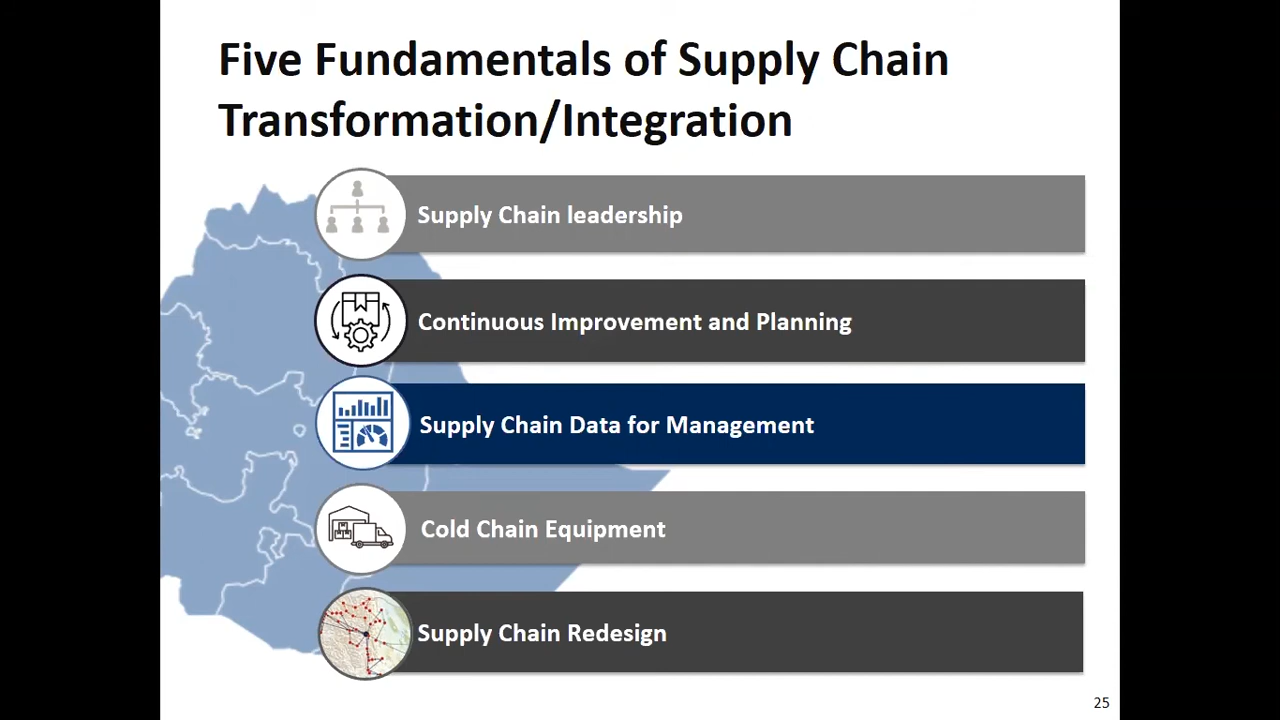 Five Fundamentals of Supply Chain
Transformation/Integration
Supply Chain leadership
Continuous Improvement and Planning
Supply Chain Data for Management
Cold Chain Equipment
Supply Chain Redesign
25